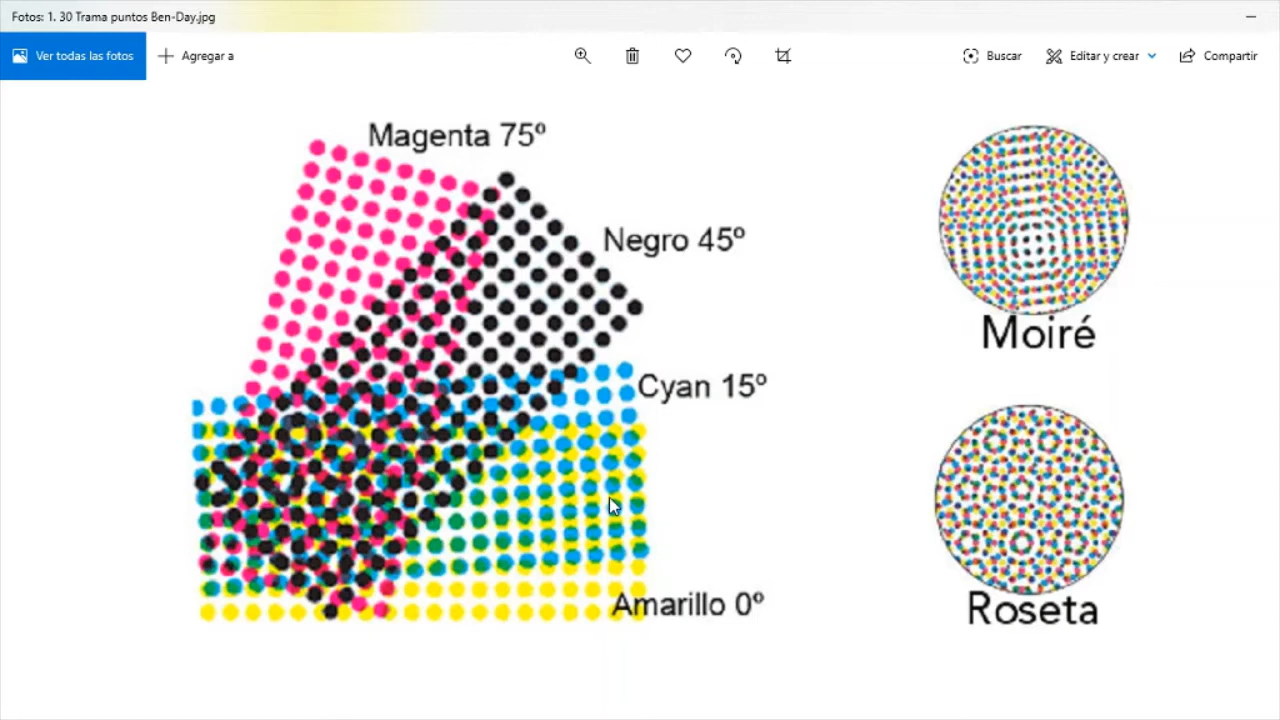 Fotos: 1. 30 Trama puntos Ben-Day.jpg
Ver todas las fotos
Agregar a
Buscar
Editar y crear
Compartir
Magenta 75º
Negro 45º
Cyan 15º
Amarillo 0º
Moiré
Roseta